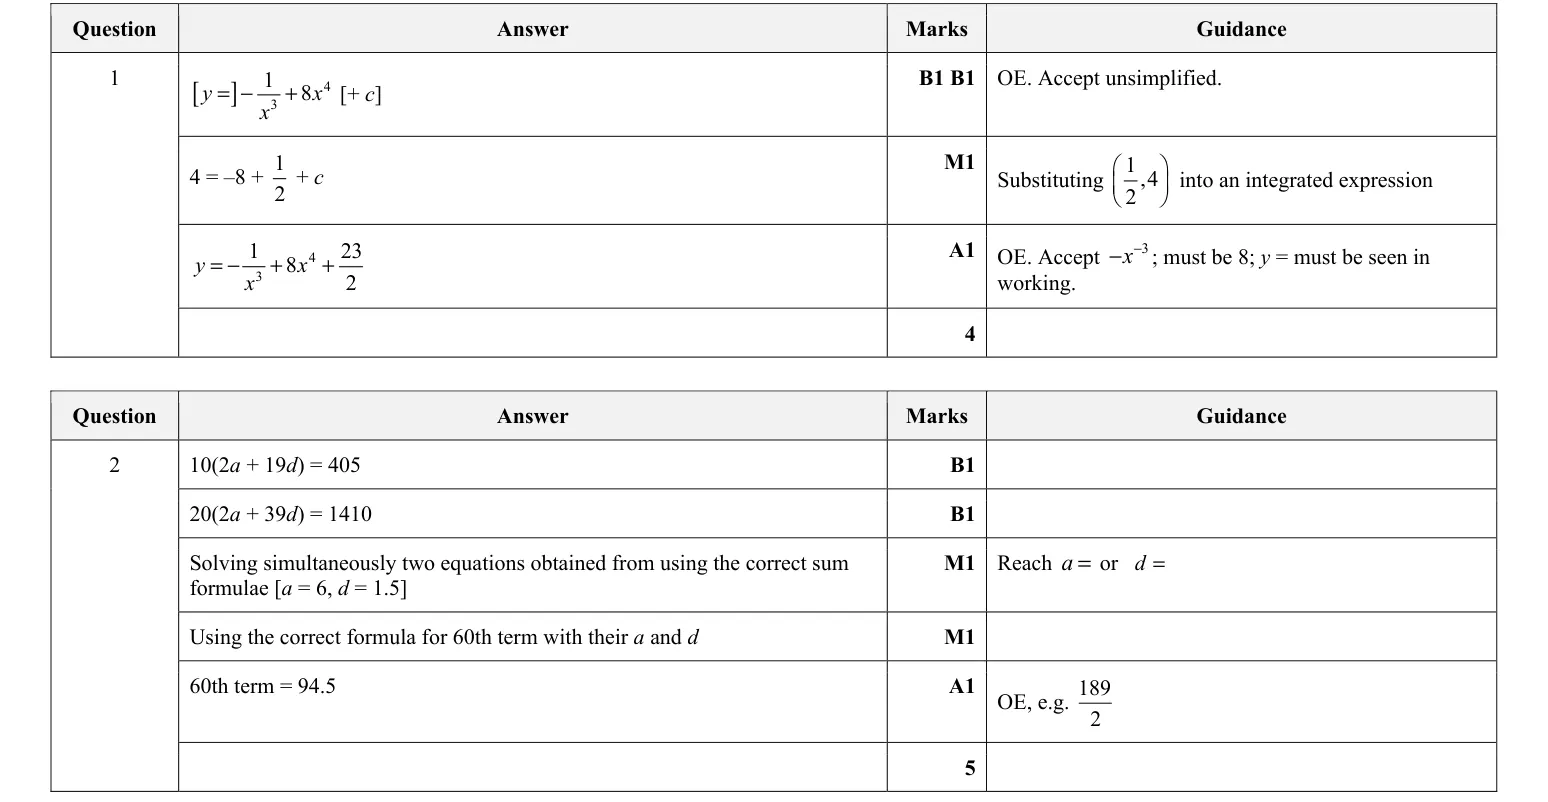 Question Answer Marks Guidance
1 [y =] − 1/x³ + 8x⁴ [+ c] B1 B1 OE. Accept unsimplified.
4 = –8 + 1/2 + c M1 Substituting (1/2, 4) into an integrated expression
y = − 1/x³ + 8x⁴ + 23/2 A1 OE. Accept −x⁻³; must be 8; y = must be seen in
working.
4
Question Answer Marks Guidance
2 10(2a + 19d) = 405 B1
20(2a + 39d) = 1410 B1
Solving simultaneously two equations obtained from using the correct sum M1 Reach a = or d =
formulae [a = 6, d = 1.5]
Using the correct formula for 60th term with their a and d M1
60th term = 94.5 A1 OE, e.g. 189/2
5